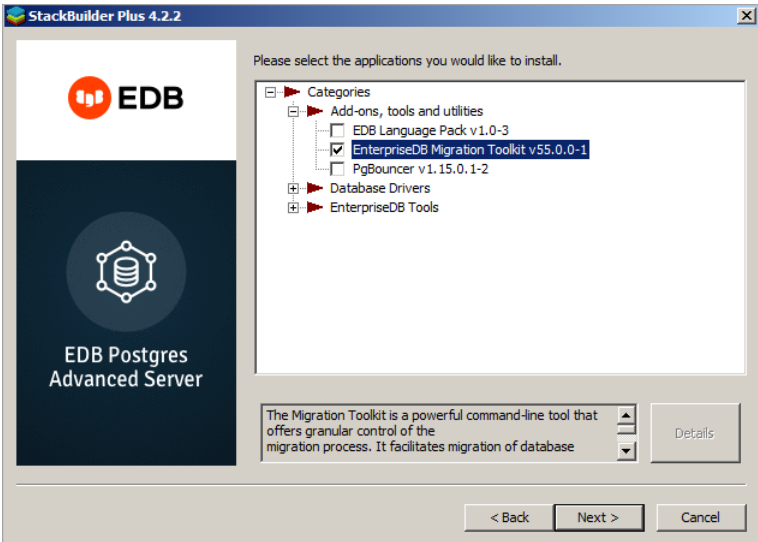 StackBuilder Plus 4.2.2
EDB
EDB Postgres
Advanced Server
Please select the applications you would like to install.
Categories
Add-ons, tools and utilities
EDB Language Pack v1.0-3
EnterpriseDB Migration Toolkit v55.0.0-1
PgBouncer v1.15.0.1-2
Database Drivers
EnterpriseDB Tools
The Migration Toolkit is a powerful command-line tool that
offers granular control of the
migration process. It facilitates migration of database
Details
< Back
Next >
Cancel